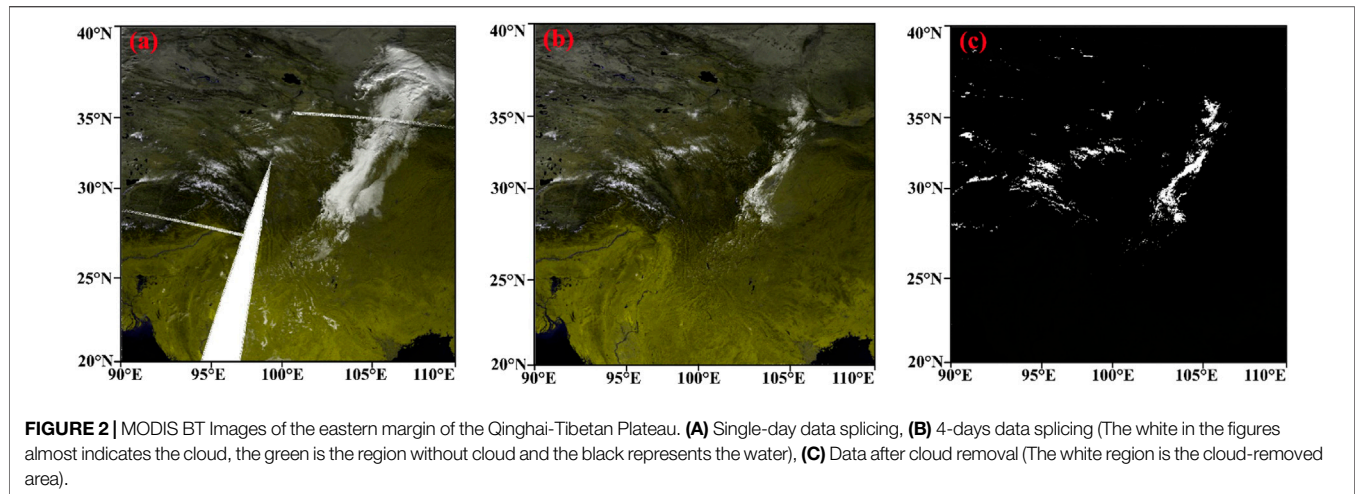 (a)
40°N
35°N
30°N
25°N
20°N
90°E 95°E 100°E 105°E 110°E
(b)
40°N
35°N
30°N
25°N
20°N
90°E 95°E 100°E 105°E 110°E
(c)
40°N
35°N
30°N
25°N
20°N
90°E 95°E 100°E 105°E 110°E
FIGURE 2 | MODIS BT Images of the eastern margin of the Qinghai-Tibetan Plateau. (A) Single-day data splicing, (B) 4-days data splicing (The white in the figures
almost indicates the cloud, the green is the region without cloud and the black represents the water), (C) Data after cloud removal (The white region is the cloud-removed
area).